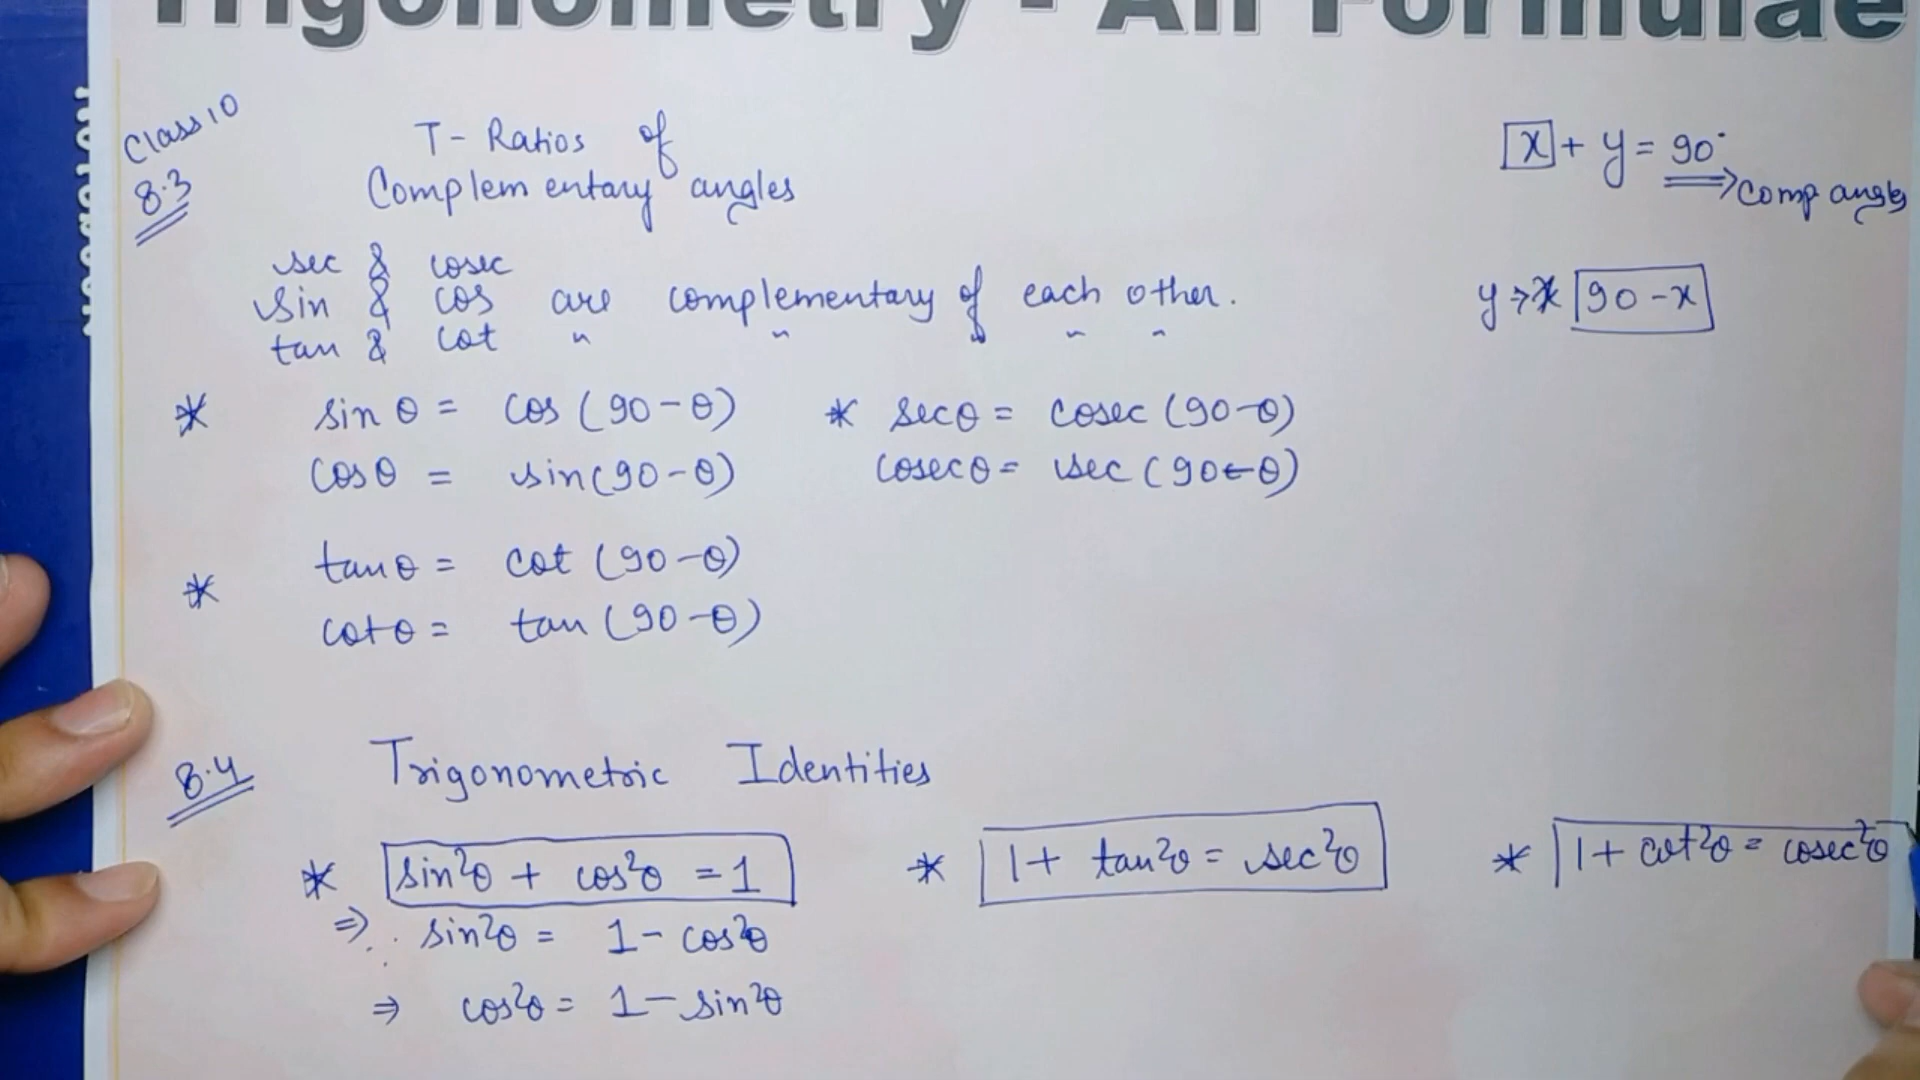 Trigonometry - All Formulae
Class 10
8.3
T- Ratios of
Complementary angles
x + y = 90°
comp angles
sec & cosec
sin & cos are complementary of each other.
tan & cot " " " "
y → 90 - x
* sin θ = cos (90 - θ)
* sec θ = cosec (90 - θ)
cos θ = sin (90 - θ)
cosec θ = sec (90 - θ)
* tan θ = cot (90 - θ)
cot θ = tan (90 - θ)
8.4
Trigonometric Identities
* sin²θ + cos²θ = 1
* 1 + tan²θ = sec²θ
* 1 + cot²θ = cosec²θ
⇒ sin²θ = 1 - cos²θ
⇒ cos²θ = 1 - sin²θ